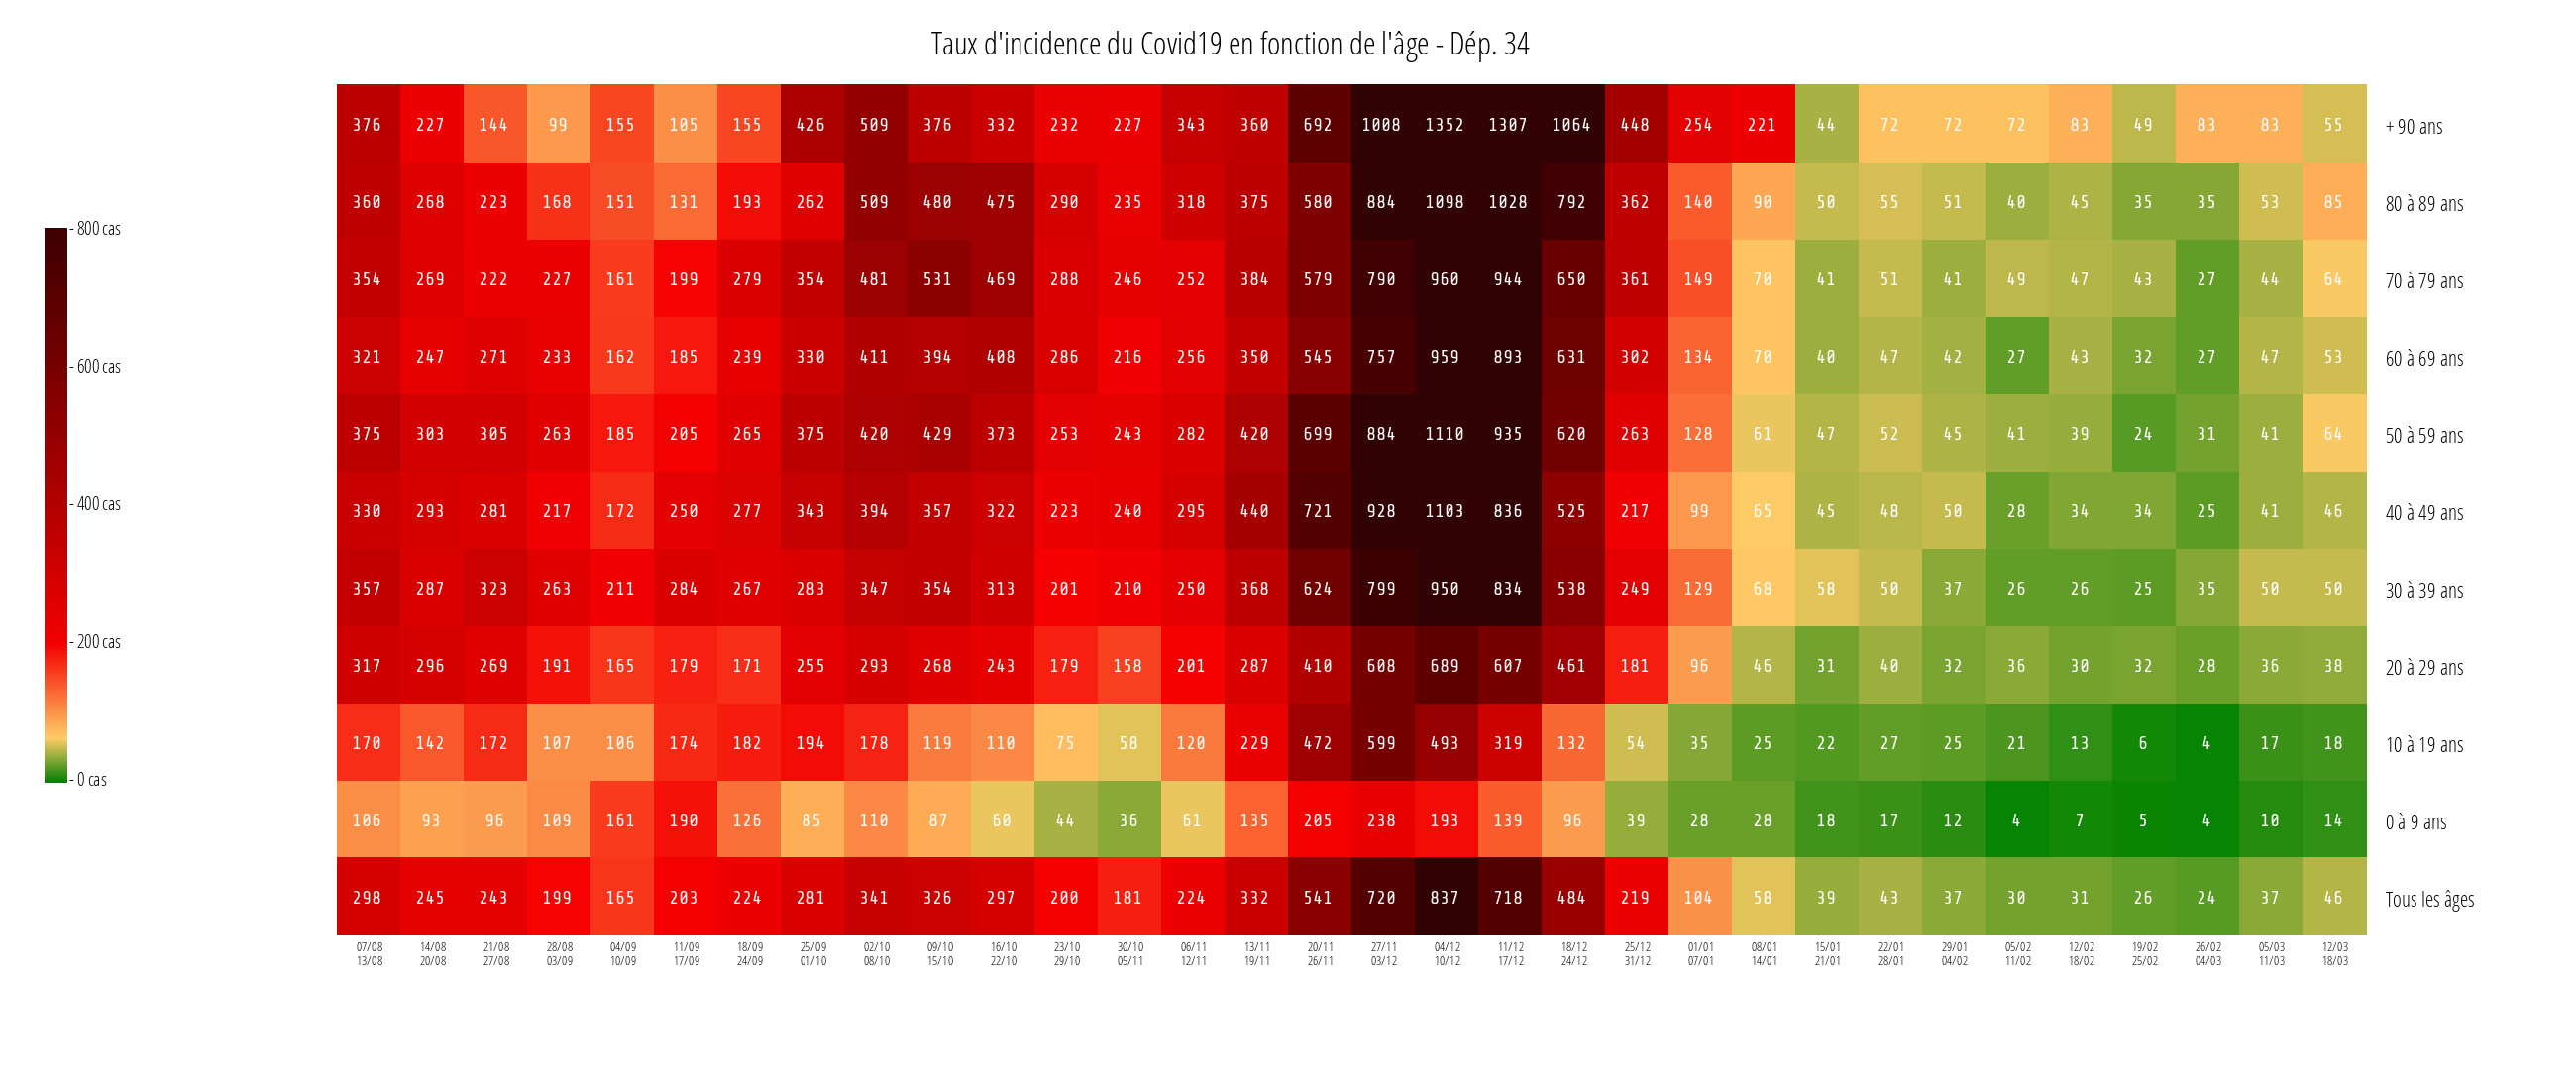 Taux d'incidence du Covid19 en fonction de l'âge - Dép. 34
- 800 cas
- 600 cas
- 400 cas
- 200 cas
- 0 cas
376 227 144 99 155 105 155 426 509 376 332 232 227 343 360 692 1008 1352 1307 1064 448 254 221 44 72 72 72 83 49 83 83 55 + 90 ans
360 268 223 168 151 131 193 262 509 480 475 290 235 318 375 580 884 1098 1028 792 362 140 90 50 55 51 40 45 35 35 53 85 80 à 89 ans
354 269 222 227 161 199 279 354 481 531 469 288 246 252 384 579 790 960 944 650 361 149 70 41 51 41 49 47 43 27 44 64 70 à 79 ans
321 247 271 233 162 185 239 330 411 394 408 286 216 256 350 545 757 959 893 631 302 134 70 40 47 42 27 43 32 27 47 53 60 à 69 ans
375 303 305 263 185 205 265 375 420 429 373 253 243 282 420 699 884 1110 935 620 263 128 61 47 52 45 41 39 24 31 41 64 50 à 59 ans
330 293 281 217 172 250 277 343 394 357 322 223 240 295 440 721 928 1103 836 525 217 99 65 45 48 50 28 34 34 25 41 46 40 à 49 ans
357 287 323 263 211 284 267 283 347 354 313 201 210 250 368 624 799 950 834 538 249 129 68 58 50 37 26 26 25 35 50 50 30 à 39 ans
317 296 269 191 165 179 171 255 293 268 243 179 158 201 287 410 608 689 607 461 181 96 46 31 40 32 36 30 32 28 36 38 20 à 29 ans
170 142 172 107 106 174 182 194 178 119 110 75 58 120 229 472 599 493 319 132 54 35 25 22 27 25 21 13 6 4 17 18 10 à 19 ans
106 93 96 109 161 190 126 85 110 87 60 44 36 61 135 205 238 193 139 96 39 28 28 18 17 12 4 7 5 4 10 14 0 à 9 ans
298 245 243 199 165 203 224 281 341 326 297 200 181 224 332 541 720 837 718 484 219 104 58 39 43 37 30 31 26 24 37 46 Tous les âges
07/08 14/08 21/08 28/08 04/09 11/09 18/09 25/09 02/10 09/10 16/10 23/10 30/10 06/11 13/11 20/11 27/11 04/12 11/12 18/12 25/12 01/01 08/01 15/01 22/01 29/01 05/02 12/02 19/02 26/02 05/03 12/03
13/08 20/08 27/08 03/09 10/09 17/09 24/09 01/10 08/10 15/10 22/10 29/10 05/11 12/11 19/11 26/11 03/12 10/12 17/12 24/12 31/12 07/01 14/01 21/01 28/01 04/02 11/02 18/02 25/02 04/03 11/03 18/03